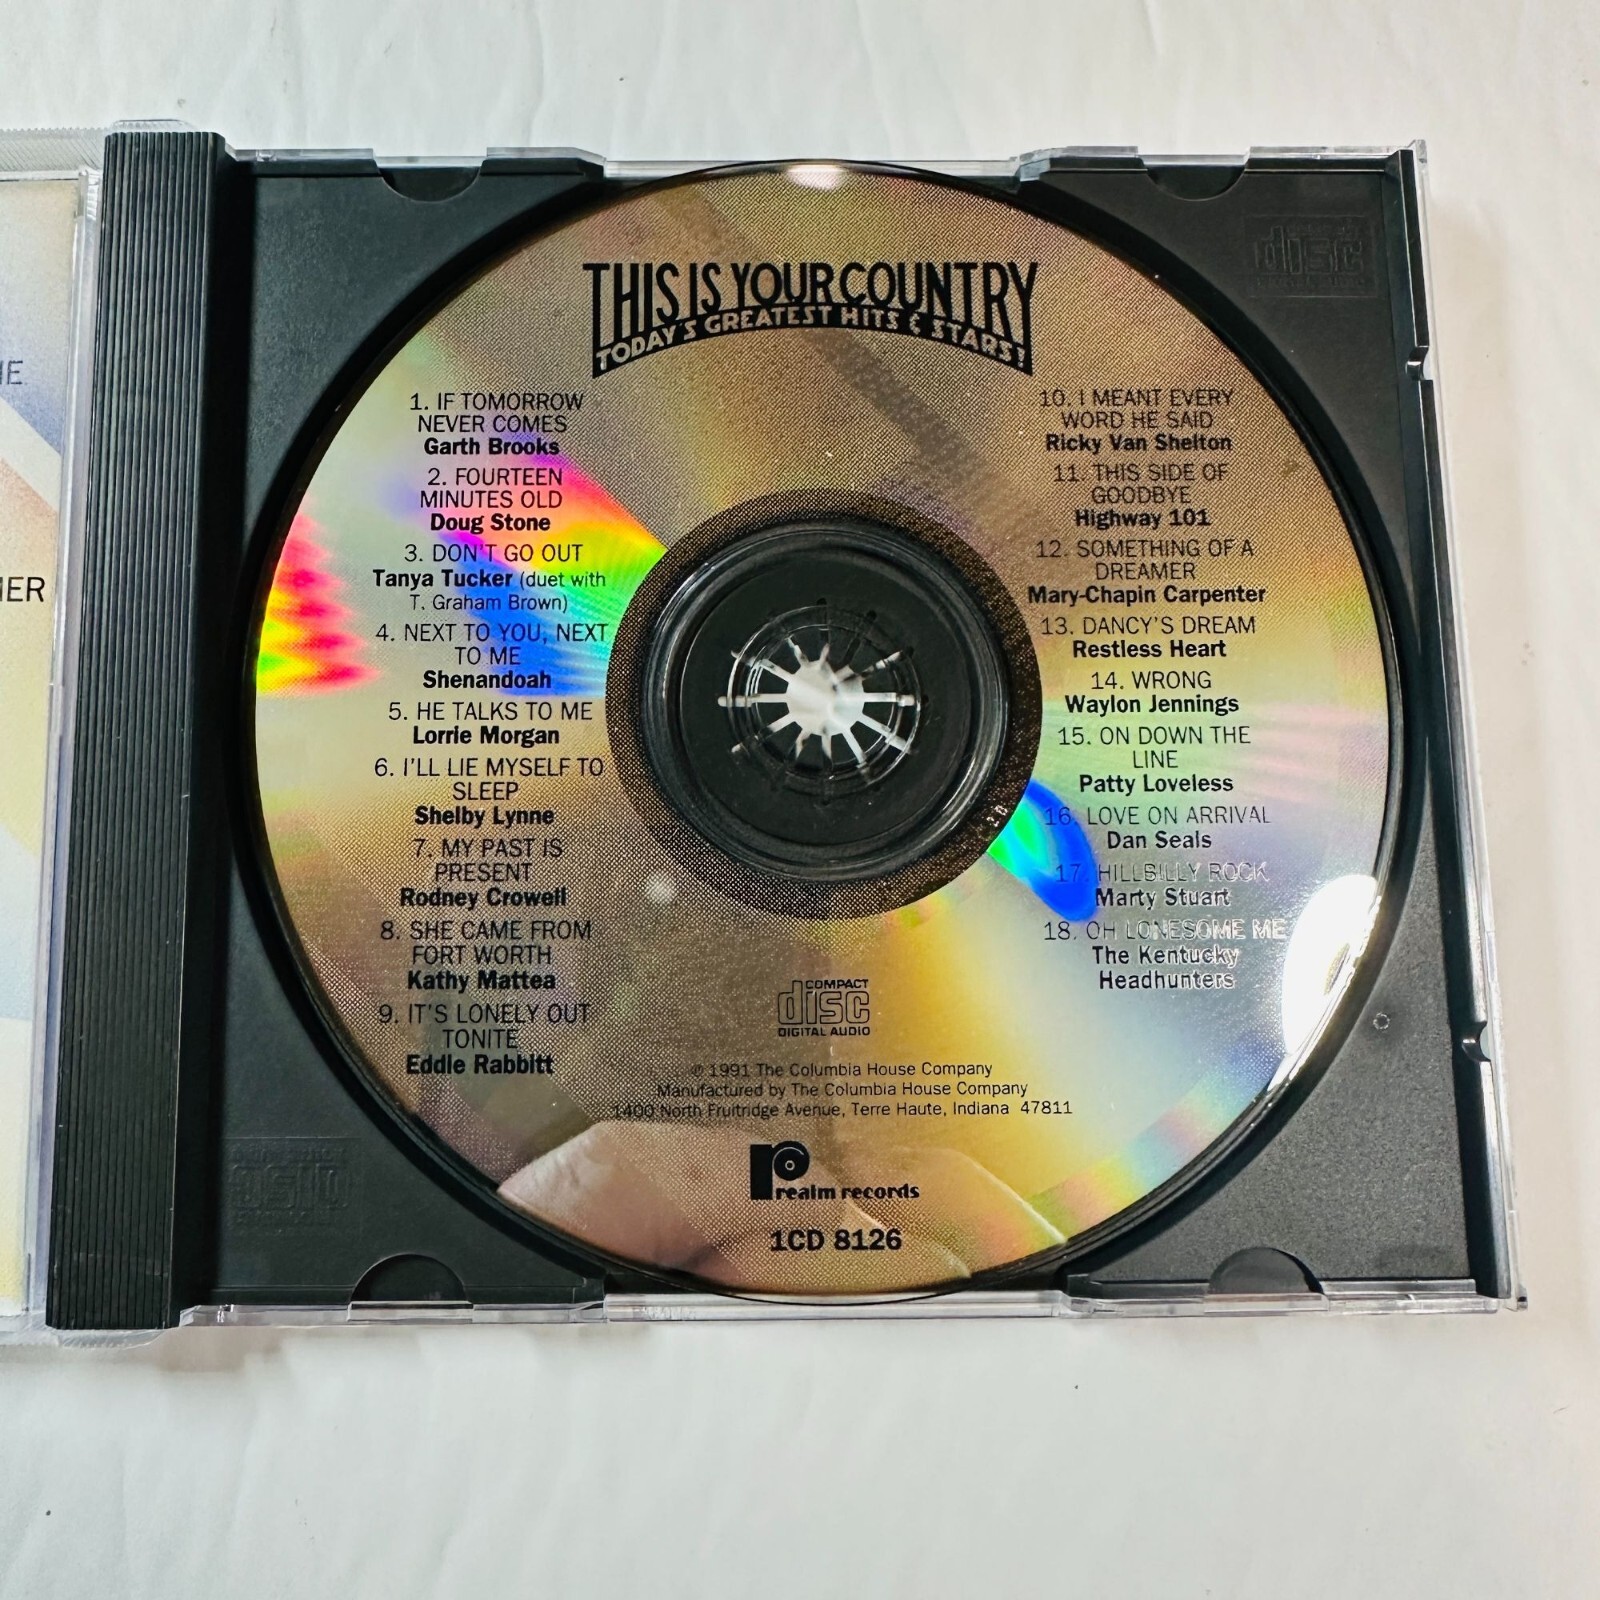 THIS IS YOUR COUNTRY
TODAY'S GREATEST HITS & STARS!
1. IF TOMORROW
NEVER COMES
Garth Brooks
2. FOURTEEN
MINUTES OLD
Doug Stone
3. DON'T GO OUT
Tanya Tucker (duet with
T. Graham Brown)
4. NEXT TO YOU, NEXT
TO ME
Shenandoah
5. HE TALKS TO ME
Lorrie Morgan
6. I'LL LIE MYSELF TO
SLEEP
Shelby Lynne
7. MY PAST IS
PRESENT
Rodney Crowell
8. SHE CAME FROM
FORT WORTH
Kathy Mattea
9. IT'S LONELY OUT
TONITE
Eddie Rabbitt
10. I MEANT EVERY
WORD HE SAID
Ricky Van Shelton
11. THIS SIDE OF
GOODBYE
Highway 101
12. SOMETHING OF A
DREAMER
Mary-Chapin Carpenter
13. DANCY'S DREAM
Restless Heart
14. WRONG
Waylon Jennings
15. ON DOWN THE
LINE
Patty Loveless
16. LOVE ON ARRIVAL
Dan Seals
17. HILLBILLY ROCK
Marty Stuart
18. OH LONESOME ME
The Kentucky
Headhunters
COMPACT
disc
DIGITAL AUDIO
℗ 1991 The Columbia House Company
Manufactured by The Columbia House Company
1400 North Fruitridge Avenue, Terre Haute, Indiana 47811
realm records
1CD 8126
disc